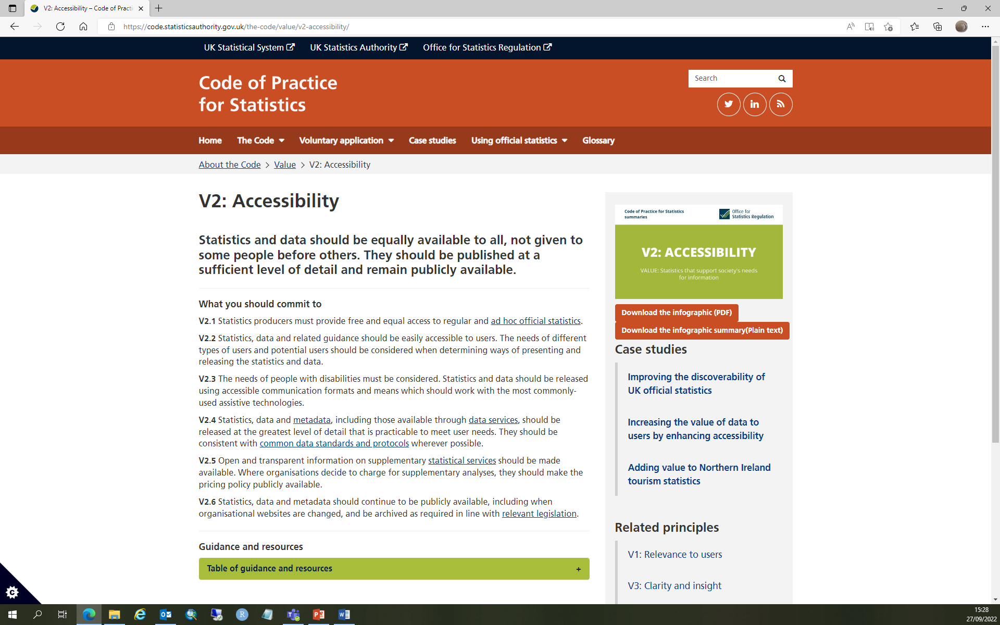 V2: Accessibility – Code of Practi
https://code.statisticsauthority.gov.uk/the-code/value/v2-accessibility/
UK Statistical System
UK Statistics Authority
Office for Statistics Regulation
Code of Practice
for Statistics
Search
Home
The Code
Voluntary application
Case studies
Using official statistics
Glossary
About the Code > Value > V2: Accessibility
V2: Accessibility
Statistics and data should be equally available to all, not given to
some people before others. They should be published at a
sufficient level of detail and remain publicly available.
What you should commit to
V2.1 Statistics producers must provide free and equal access to regular and ad hoc official statistics.
V2.2 Statistics, data and related guidance should be easily accessible to users. The needs of different
types of users and potential users should be considered when determining ways of presenting and
releasing the statistics and data.
V2.3 The needs of people with disabilities must be considered. Statistics and data should be released
using accessible communication formats and means which should work with the most commonly-
used assistive technologies.
V2.4 Statistics, data and metadata, including those available through data services, should be
released at the greatest level of detail that is practicable to meet user needs. They should be
consistent with common data standards and protocols wherever possible.
V2.5 Open and transparent information on supplementary statistical services should be made
available. Where organisations decide to charge for supplementary analyses, they should make the
pricing policy publicly available.
V2.6 Statistics, data and metadata should continue to be publicly available, including when
organisational websites are changed, and be archived as required in line with relevant legislation.
Guidance and resources
Table of guidance and resources +
Code of Practice for Statistics
summaries
Office for
Statistics Regulation
V2: ACCESSIBILITY
VALUE: Statistics that support society's needs
for information
Download the infographic (PDF)
Download the infographic summary(Plain text)
Case studies
Improving the discoverability of
UK official statistics
Increasing the value of data to
users by enhancing accessibility
Adding value to Northern Ireland
tourism statistics
Related principles
V1: Relevance to users
V3: Clarity and insight
15:28
27/09/2022